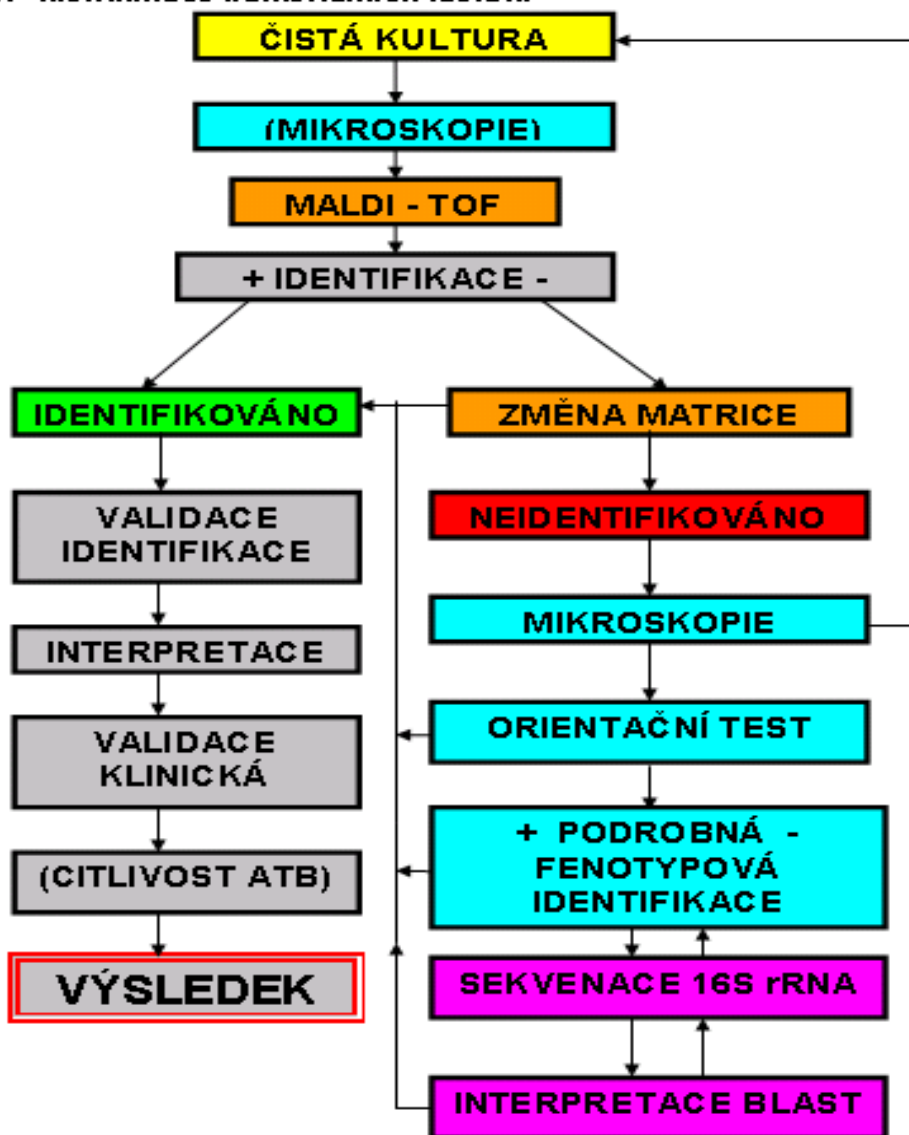 ČISTÁ KULTURA
(MIKROSKOPIE)
MALDI - TOF
+ IDENTIFIKACE -
IDENTIFIKOVÁNO
ZMĚNA MATRICE
VALIDACE
IDENTIFIKACE
NEIDENTIFIKOVÁNO
INTERPRETACE
MIKROSKOPIE
VALIDACE
KLINICKÁ
ORIENTAČNÍ TEST
(CITLIVOST ATB)
+ PODROBNÁ -
FENOTYPOVÁ
IDENTIFIKACE
VÝSLEDEK
SEKVENACE 16S rRNA
INTERPRETACE BLAST